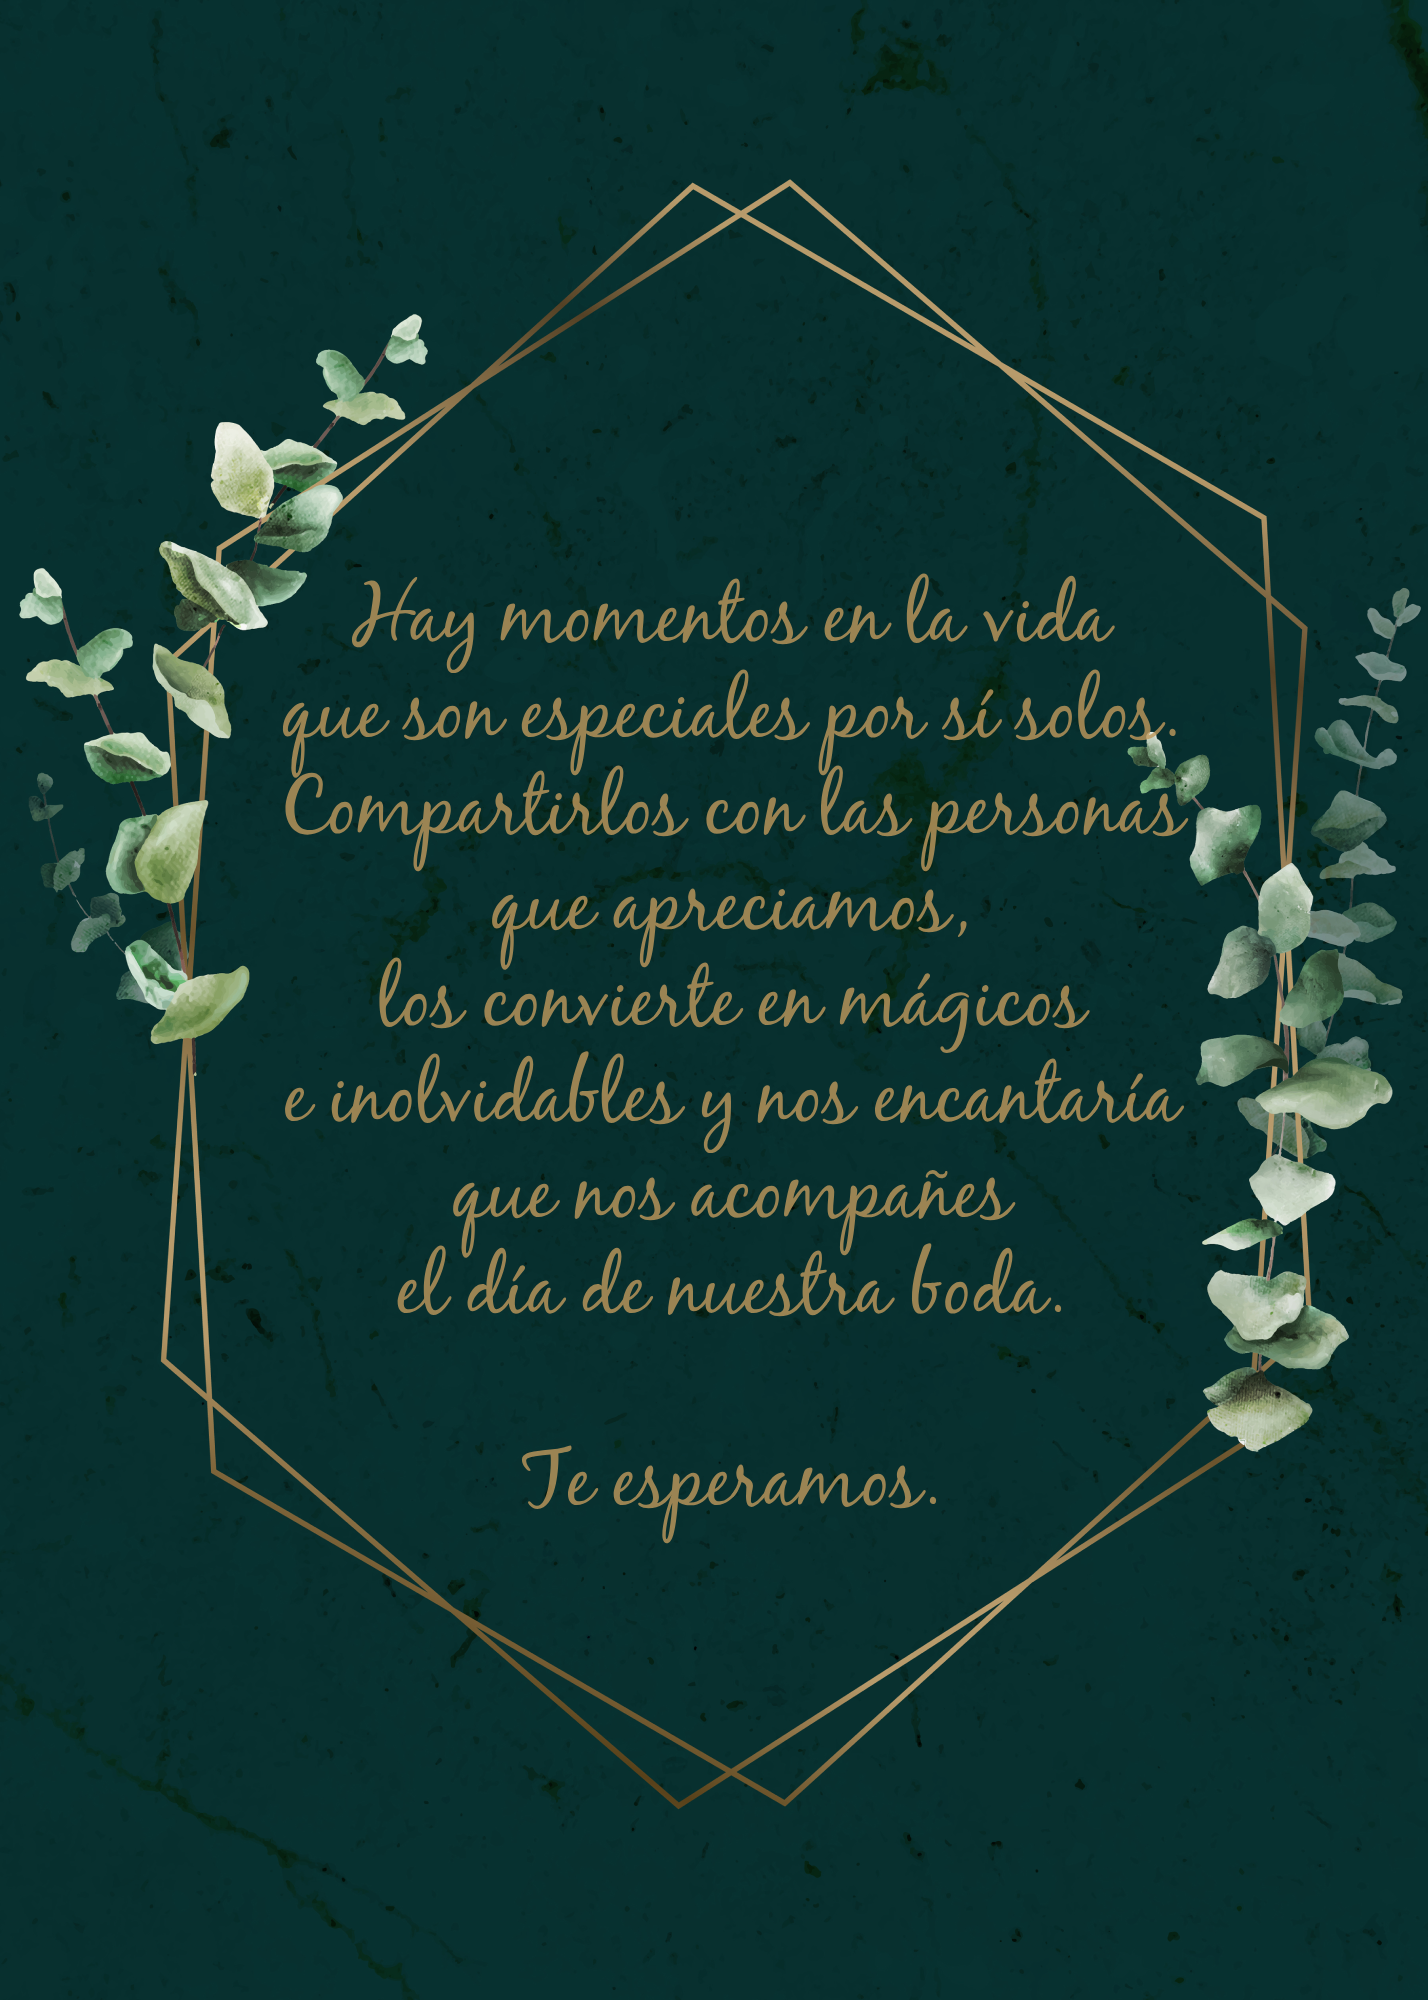 Hay momentos en la vida
que son especiales por sí solos.
Compartirlos con las personas
que apreciamos,
los convierte en mágicos
e inolvidables y nos encantaría
que nos acompañes
el día de nuestra boda.
Te esperamos.